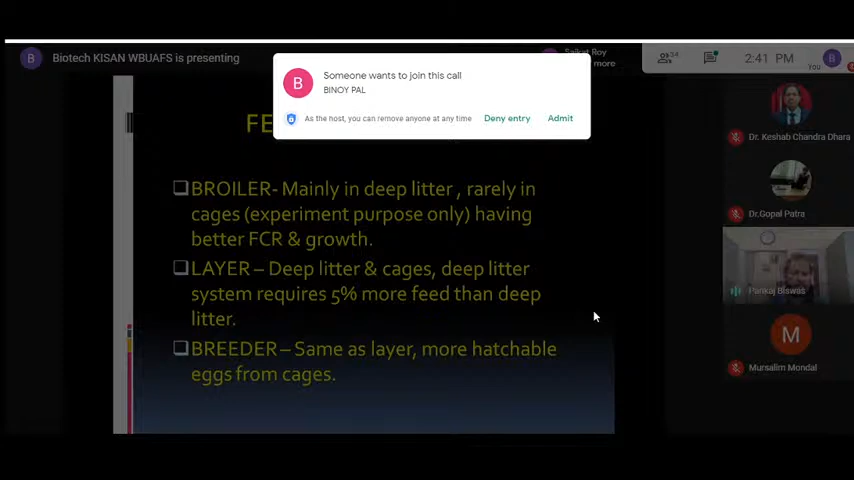 B
Biotech KISAN WBUAFS is presenting
Saikat Roy
more
34
2:41 PM
You
B
B
Someone wants to join this call
BINOY PAL
As the host, you can remove anyone at any time
Deny entry
Admit
FE
❑BROILER- Mainly in deep litter , rarely in
cages (experiment purpose only) having
better FCR & growth.
❑LAYER – Deep litter & cages, deep litter
system requires 5% more feed than deep
litter.
❑BREEDER – Same as layer, more hatchable
eggs from cages.
Dr. Keshab Chandra Dhara
Dr.Gopal Patra
Pankaj Biswas
M
Mursalim Mondal